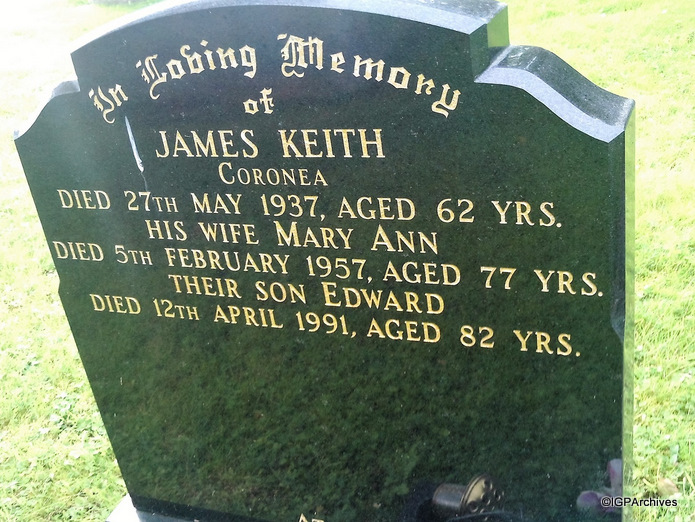 In Loving Memory
of
JAMES KEITH
CORONEA
DIED 27TH MAY 1937, AGED 62 YRS.
HIS WIFE MARY ANN
DIED 5TH FEBRUARY 1957, AGED 77 YRS.
THEIR SON EDWARD
DIED 12TH APRIL 1991, AGED 82 YRS.
©IGPArchives